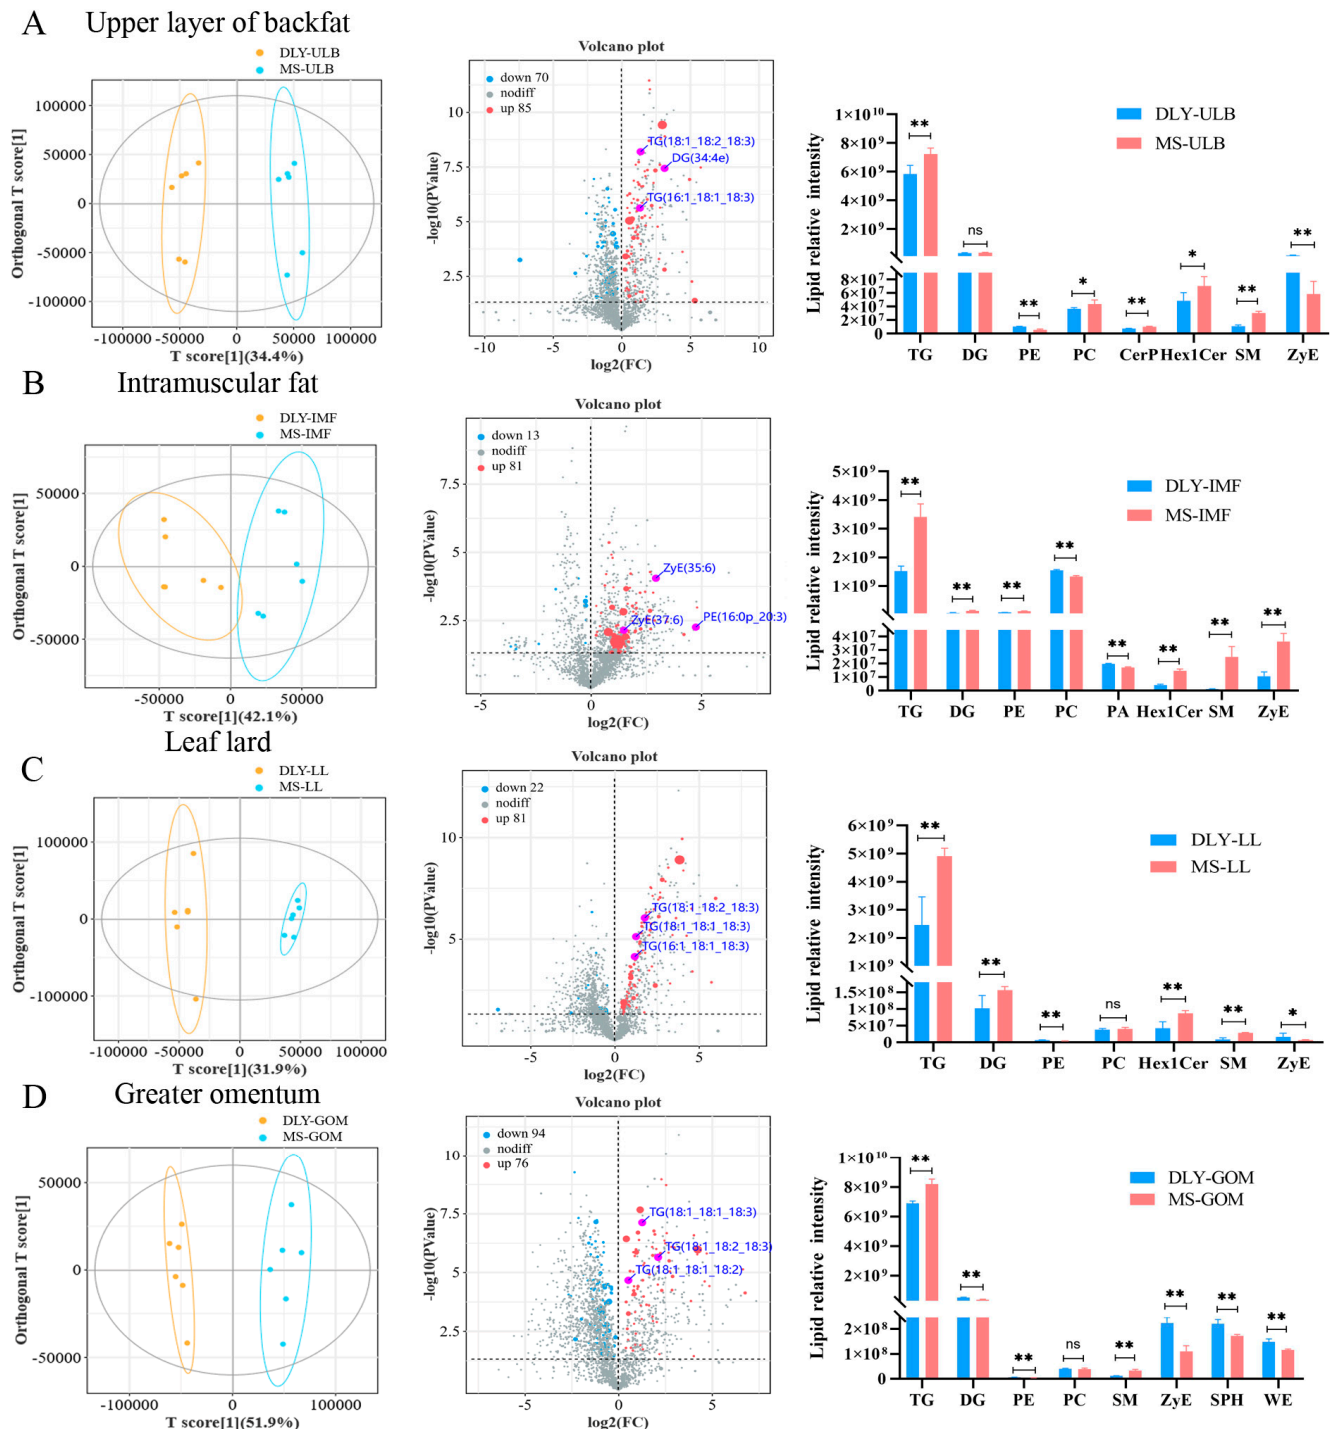 A
Upper layer of backfat
DLY-ULB
MS-ULB
Orthogonal T score[1]
100000
50000
0
-50000
-100000
-100000 -50000 0 50000 100000
T score[1](34.4%)
Volcano plot
down 70
nodiff
up 85
-log10(PValue)
10
7.5
5
2.5
TG(18:1_18:2_18:3)
DG(34:4e)
TG(16:1_18:1_18:3)
-10 -5 0 5 10
log2(FC)
DLY-ULB
MS-ULB
Lipid relative intensity
1×10¹⁰
8×10⁹
6×10⁹
4×10⁹
2×10⁹
8×10⁷
6×10⁷
4×10⁷
2×10⁷
0
** ns ** * ** * ** **
TG DG PE PC CerP Hex1Cer SM ZyE
B
Intramuscular fat
DLY-IMF
MS-IMF
Orthogonal T score[1]
50000
0
-50000
-50000 0 50000
T score[1](42.1%)
Volcano plot
down 13
nodiff
up 81
-log10(PValue)
7.5
5
2.5
ZyE(35:6)
PE(16:0p_20:3)
ZyE(37:6)
-5 0 5
log2(FC)
DLY-IMF
MS-IMF
Lipid relative intensity
5×10⁹
4×10⁹
3×10⁹
2×10⁹
1×10⁹
4×10⁷
3×10⁷
2×10⁷
1×10⁷
0
** ** ** ** ** ** ** **
TG DG PE PC PA Hex1Cer SM ZyE
C
Leaf lard
DLY-LL
MS-LL
Orthogonal T score[1]
100000
0
-100000
-100000 -50000 0 50000 100000
T score[1](31.9%)
Volcano plot
down 22
nodiff
up 81
-log10(PValue)
10
5
TG(18:1_18:2_18:3)
TG(18:1_18:1_18:3)
TG(16:1_18:1_18:3)
-5 0 5
log2(FC)
DLY-LL
MS-LL
Lipid relative intensity
6×10⁹
5×10⁹
4×10⁹
3×10⁹
2×10⁹
1×10⁹
1.5×10⁸
1×10⁸
5×10⁷
0
** ** ** ns ** ** *
TG DG PE PC Hex1Cer SM ZyE
D
Greater omentum
DLY-GOM
MS-GOM
Orthogonal T score[1]
50000
0
-50000
-100000 0 100000
T score[1](51.9%)
Volcano plot
down 94
nodiff
up 76
-log10(PValue)
10
7.5
5
2.5
TG(18:1_18:1_18:3)
TG(18:1_18:2_18:3)
TG(18:1_18:1_18:2)
-5 0 5
log2(FC)
DLY-GOM
MS-GOM
Lipid relative intensity
1×10¹⁰
8×10⁹
6×10⁹
4×10⁹
2×10⁹
2×10⁸
1×10⁸
0
** ** ** ns ** ** ** **
TG DG PE PC SM ZyE SPH WE